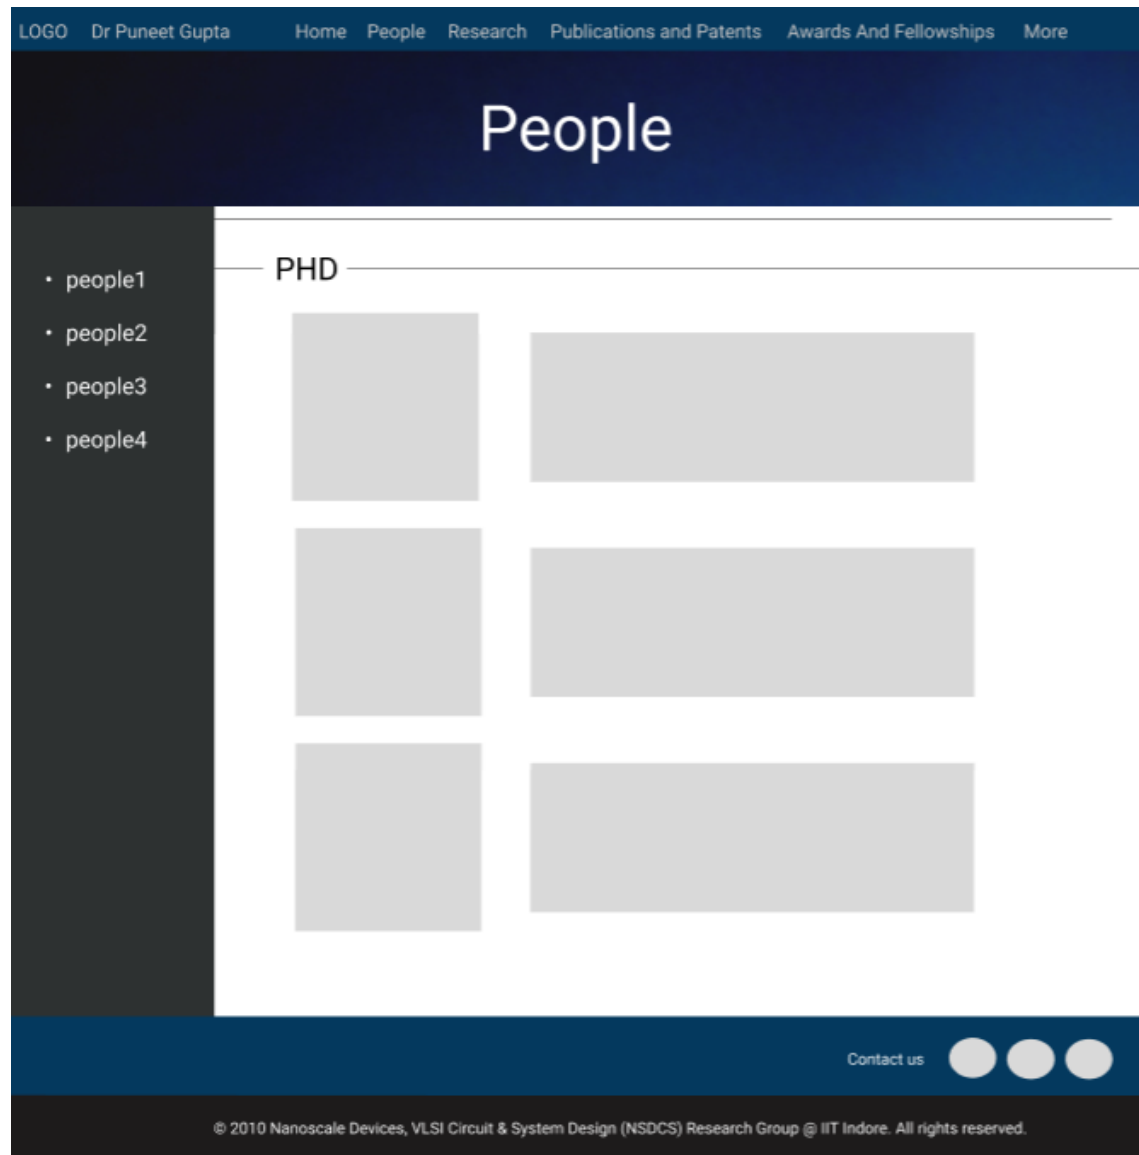 LOGO Dr Puneet Gupta Home People Research Publications and Patents Awards And Fellowships More
People
• people1
• people2
• people3
• people4
PHD
Contact us
© 2010 Nanoscale Devices, VLSI Circuit & System Design (NSDCS) Research Group @ IIT Indore. All rights reserved.